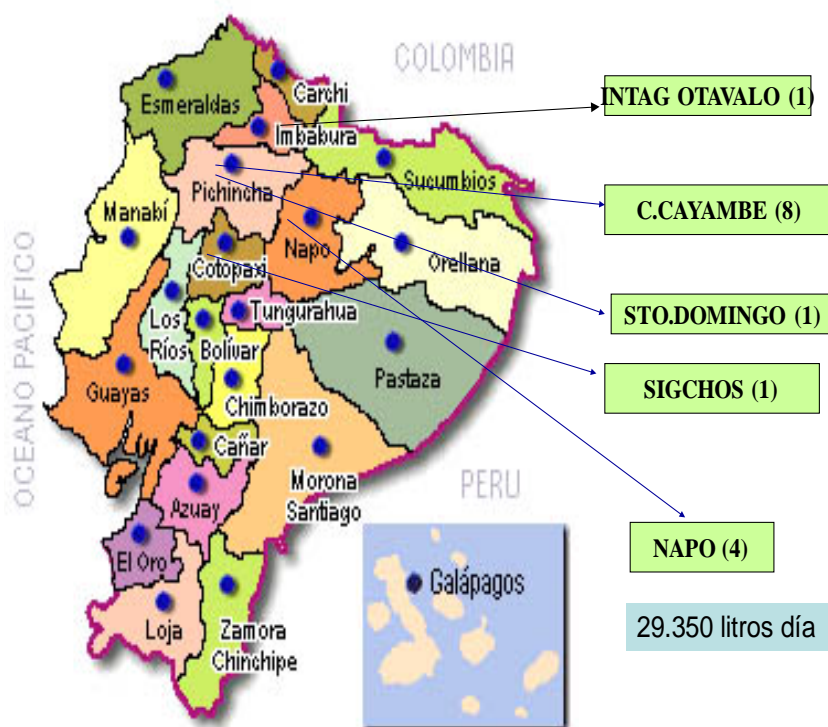 COLOMBIA
Carchi
Esmeraldas
INTAG OTAVALO (1)
Imbabura
Sucumbios
Pichincha
Manabí
C.CAYAMBE (8)
Napo
Orellana
Cotopaxi
OCEANO PACIFICO
Tungurahua
STO.DOMINGO (1)
Los
Ríos
Bolívar
Pastaza
SIGCHOS (1)
Guayas
Chimborazo
Cañar
Morona
Santiago
PERU
Azuay
El Oro
NAPO (4)
Galápagos
Loja
Zamora
Chinchipe
29.350 litros día